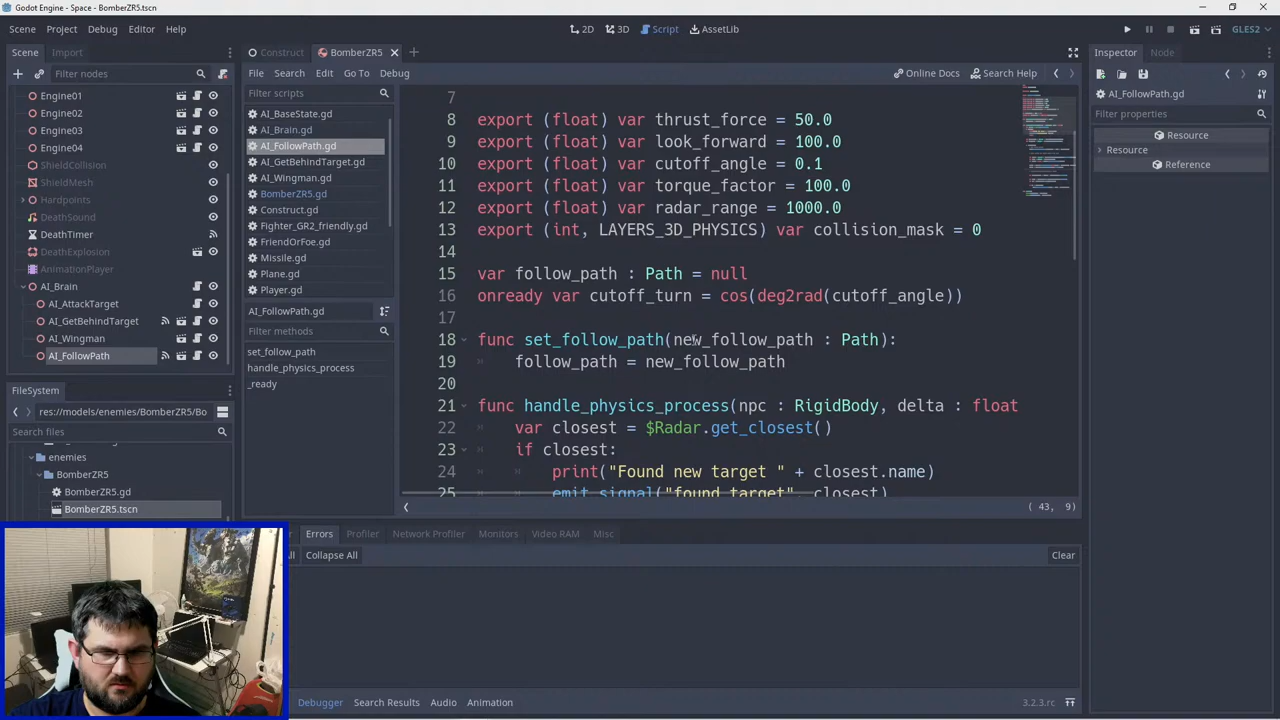 Godot Engine - Space - BomberZR5.tscn
Scene Project Debug Editor Help
2D 3D Script AssetLib
GLES2
Scene Import
Construct BomberZR5
Inspector Node
Filter nodes
File Search Edit Go To Debug
Online Docs Search Help
Engine01
Engine02
Engine03
Engine04
ShieldCollision
ShieldMesh
Hardpoints
DeathSound
DeathTimer
DeathExplosion
AnimationPlayer
AI_Brain
AI_AttackTarget
AI_GetBehindTarget
AI_Wingman
AI_FollowPath
FileSystem
res://models/enemies/BomberZR5/Bo
Search files
enemies
BomberZR5
BomberZR5.gd
BomberZR5.tscn
Filter scripts
AI_BaseState.gd
AI_Brain.gd
AI_FollowPath.gd
AI_GetBehindTarget.gd
AI_Wingman.gd
BomberZR5.gd
Construct.gd
Fighter_GR2_friendly.gd
FriendOrFoe.gd
Missile.gd
Plane.gd
Player.gd
AI_FollowPath.gd
Filter methods
set_follow_path
handle_physics_process
_ready
7
8 export (float) var thrust_force = 50.0
9 export (float) var look_forward = 100.0
10 export (float) var cutoff_angle = 0.1
11 export (float) var torque_factor = 100.0
12 export (float) var radar_range = 1000.0
13 export (int, LAYERS_3D_PHYSICS) var collision_mask = 0
14
15 var follow_path : Path = null
16 onready var cutoff_turn = cos(deg2rad(cutoff_angle))
17
18 func set_follow_path(new_follow_path : Path):
19 follow_path = new_follow_path
20
21 func handle_physics_process(npc : RigidBody, delta : float
22 var closest = $Radar.get_closest()
23 if closest:
24 print("Found new target " + closest.name)
25 emit_signal("found_target", closest)
( 43, 9)
AI_FollowPath.gd
Filter properties
Resource
Resource
Reference
Errors Profiler Network Profiler Monitors Video RAM Misc
Collapse All
Clear
Debugger Search Results Audio Animation
3.2.3.rc